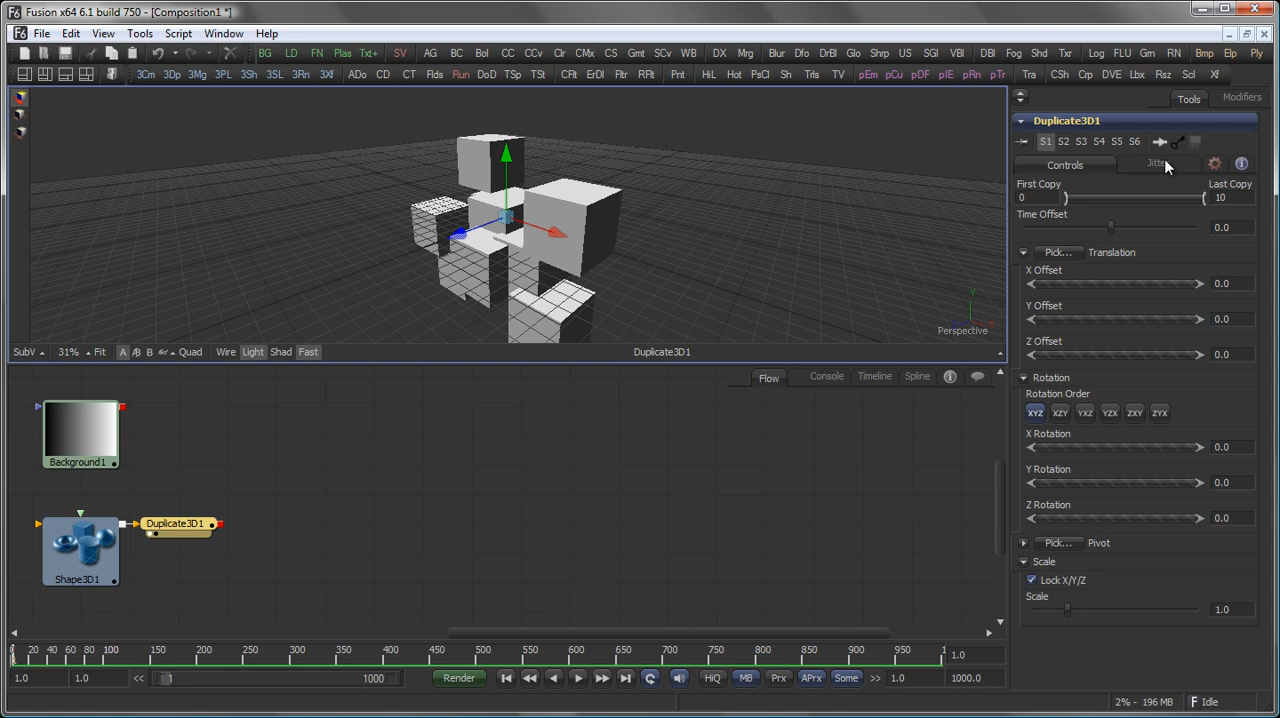 Fusion x64 6.1 build 750 - [Composition1 *]
File Edit View Tools Script Window Help
BG LD FN Plas Txt+ SV AG BC Bol CC CCv Clr CMx CS Gmt SCv WB DX Mrg Blur Dfo DrBl Glo Shrp US SGI VBl DBl Fog Shd Txr Log FLU Gm RN Bmp Elp Ply
3Cm 3Dp 3Mg 3PL 3Sh 3SL 3Rn 3Xf ADo CD CT Flds Run DoD TSp TSt CFlt ErDl Fltr RFlt Pnt HiL Hot PsCl Sh Trls TV pEm pCu pDF pIE pRn pTr Tra CSh Crp DVE Lbx Rsz Scl Xf
Tools Modifiers
Duplicate3D1
S1 S2 S3 S4 S5 S6
Controls
First Copy Last Copy
0 10
Time Offset
0.0
Pick... Translation
X Offset
0.0
Y Offset
0.0
Z Offset
0.0
Rotation
Rotation Order
XYZ XZY YXZ YZX ZXY ZYX
X Rotation
0.0
Y Rotation
0.0
Z Rotation
0.0
Pick... Pivot
Scale
Lock X/Y/Z
Scale
1.0
Y
Perspective
SubV 31% Fit A B Quad Wire Light Shad Fast Duplicate3D1
Flow Console Timeline Spline
Background1
Duplicate3D1
Shape3D1
0 20 40 60 80 100 150 200 250 300 350 400 450 500 550 600 650 700 750 800 850 900 950 1
1.0
1.0 1.0 << 1 1000 Render HiQ MB Prx APrx Some >> 1.0 1000.0
2% - 196 MB Idle